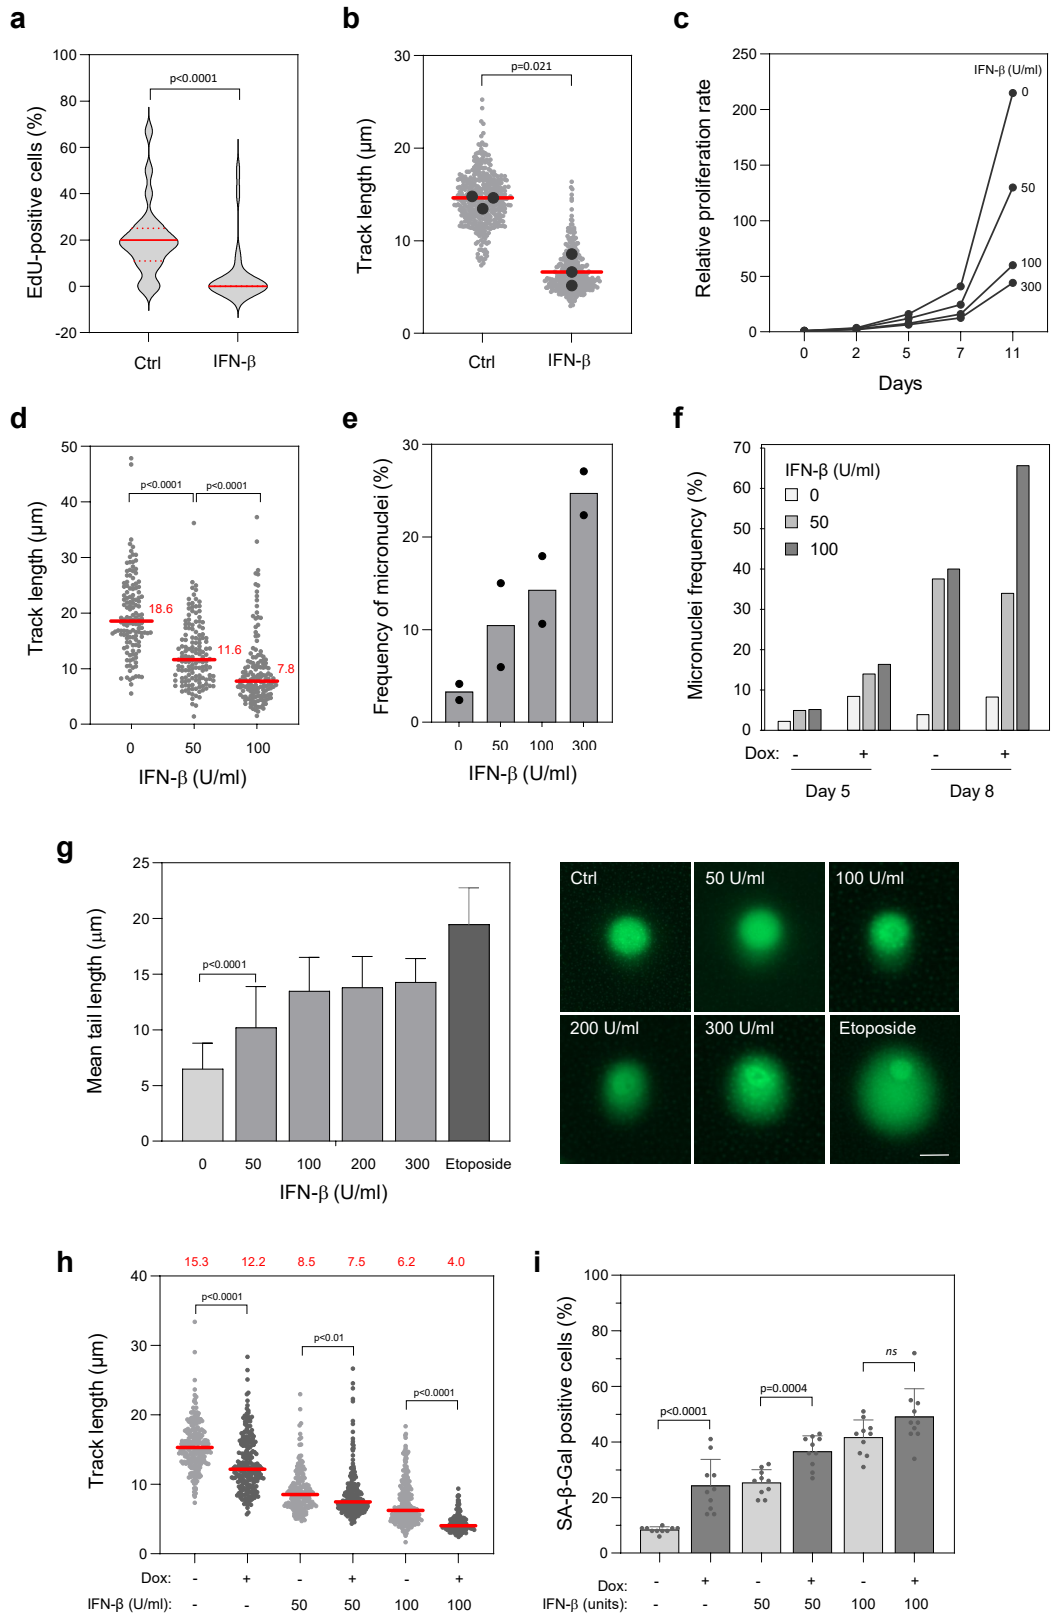 a
100
80
60
40
20
0
-20
EdU-positive cells (%)
p<0.0001
Ctrl
IFN-β
b
30
20
10
0
Track length (µm)
p=0.021
Ctrl
IFN-β
c
250
200
150
100
50
0
Relative proliferation rate
IFN-β (U/ml)
0
50
100
300
0 2 5 7 11
Days
d
50
40
30
20
10
0
Track length (µm)
p<0.0001 p<0.0001
18.6
11.6
7.8
0 50 100
IFN-β (U/ml)
e
30
20
10
0
Frequency of micronuclei (%)
0 50 100 300
IFN-β (U/ml)
f
70
60
50
40
30
20
10
0
Micronuclei frequency (%)
IFN-β (U/ml)
0
50
100
Dox: - + - +
Day 5 Day 8
g
25
20
15
10
5
0
Mean tail length (µm)
p<0.0001
0 50 100 200 300 Etoposide
IFN-β (U/ml)
Ctrl 50 U/ml 100 U/ml
200 U/ml 300 U/ml Etoposide
h
15.3 12.2 8.5 7.5 6.2 4.0
40
30
20
10
0
Track length (µm)
p<0.0001
p<0.01
p<0.0001
Dox: - + - + - +
IFN-β (U/ml): - - 50 50 100 100
i
100
80
60
40
20
0
SA-β-Gal positive cells (%)
p<0.0001
p=0.0004
ns
Dox: - + - + - +
IFN-β (units): - - 50 50 100 100